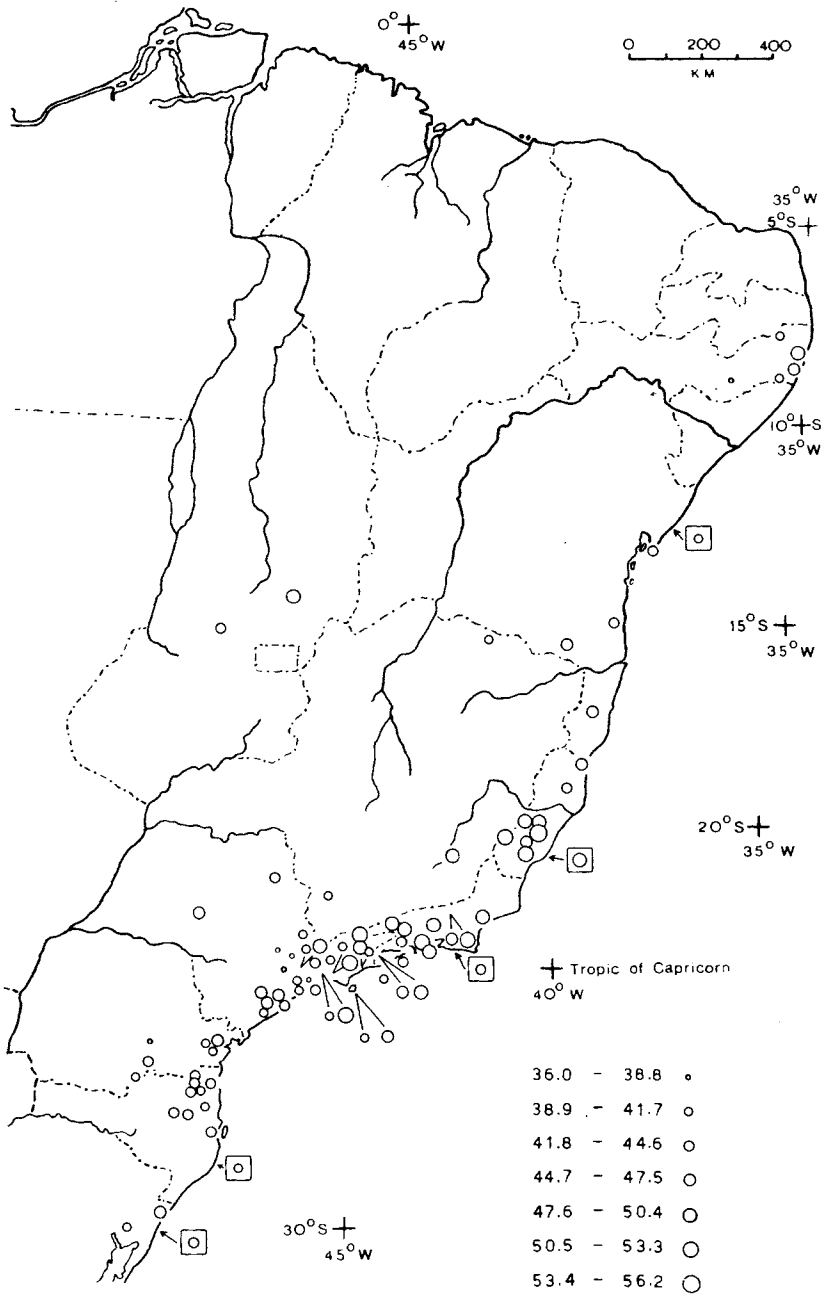 0° +
45° W
0 200 400
KM
35° W
5° S +
10° + S
35° W
15° S +
35° W
20° S +
35° W
+ Tropic of Capricorn
40° W
36.0 - 38.8
38.9 - 41.7
41.8 - 44.6
44.7 - 47.5
47.6 - 50.4
50.5 - 53.3
53.4 - 56.2
30° S +
45° W